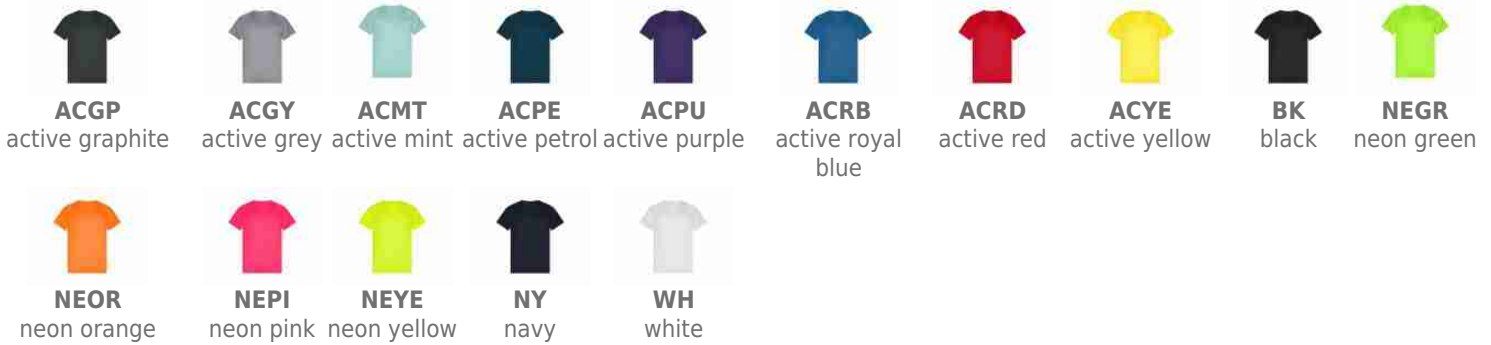 ACGP ACGY ACMT ACPE ACPU ACRB ACRD ACYE BK NEGR
active graphite active grey active mint active petrol active purple active royal active red active yellow black neon green
blue
NEOR NEPI NEYE NY WH
neon orange neon pink neon yellow navy white